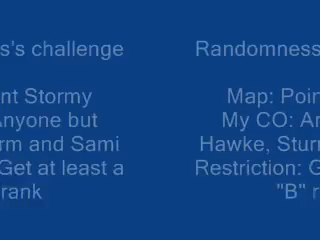 s's challenge
nt Stormy
Anyone but
rm and Sami
Get at least a
rank
Randomness
Map: Poin
My CO: An
Hawke, Sturr
Restriction: G
"B" r